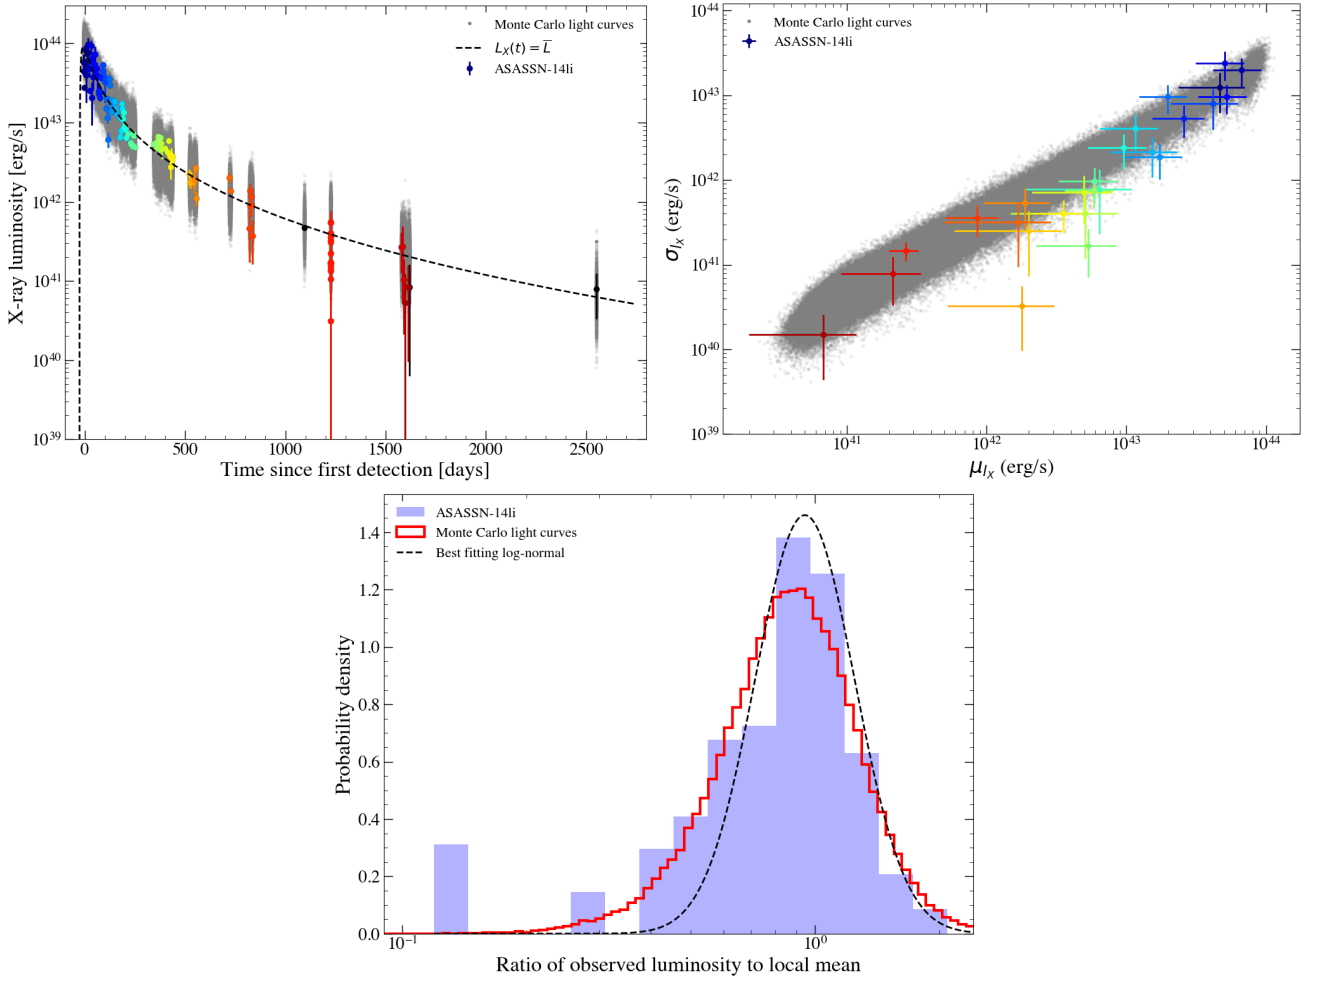 Monte Carlo light curves
L_X(t) = L̅
ASASSN-14li
10^44
10^43
10^42
10^41
10^40
10^39
X-ray luminosity [erg/s]
0 500 1000 1500 2000 2500
Time since first detection [days]
Monte Carlo light curves
ASASSN-14li
10^44
10^43
10^42
10^41
10^40
10^39
σ_{l_X} (erg/s)
10^41 10^42 10^43 10^44
μ_{l_X} (erg/s)
ASASSN-14li
Monte Carlo light curves
Best fitting log-normal
1.4
1.2
1.0
0.8
0.6
0.4
0.2
0.0
Probability density
10^−1 10^0
Ratio of observed luminosity to local mean